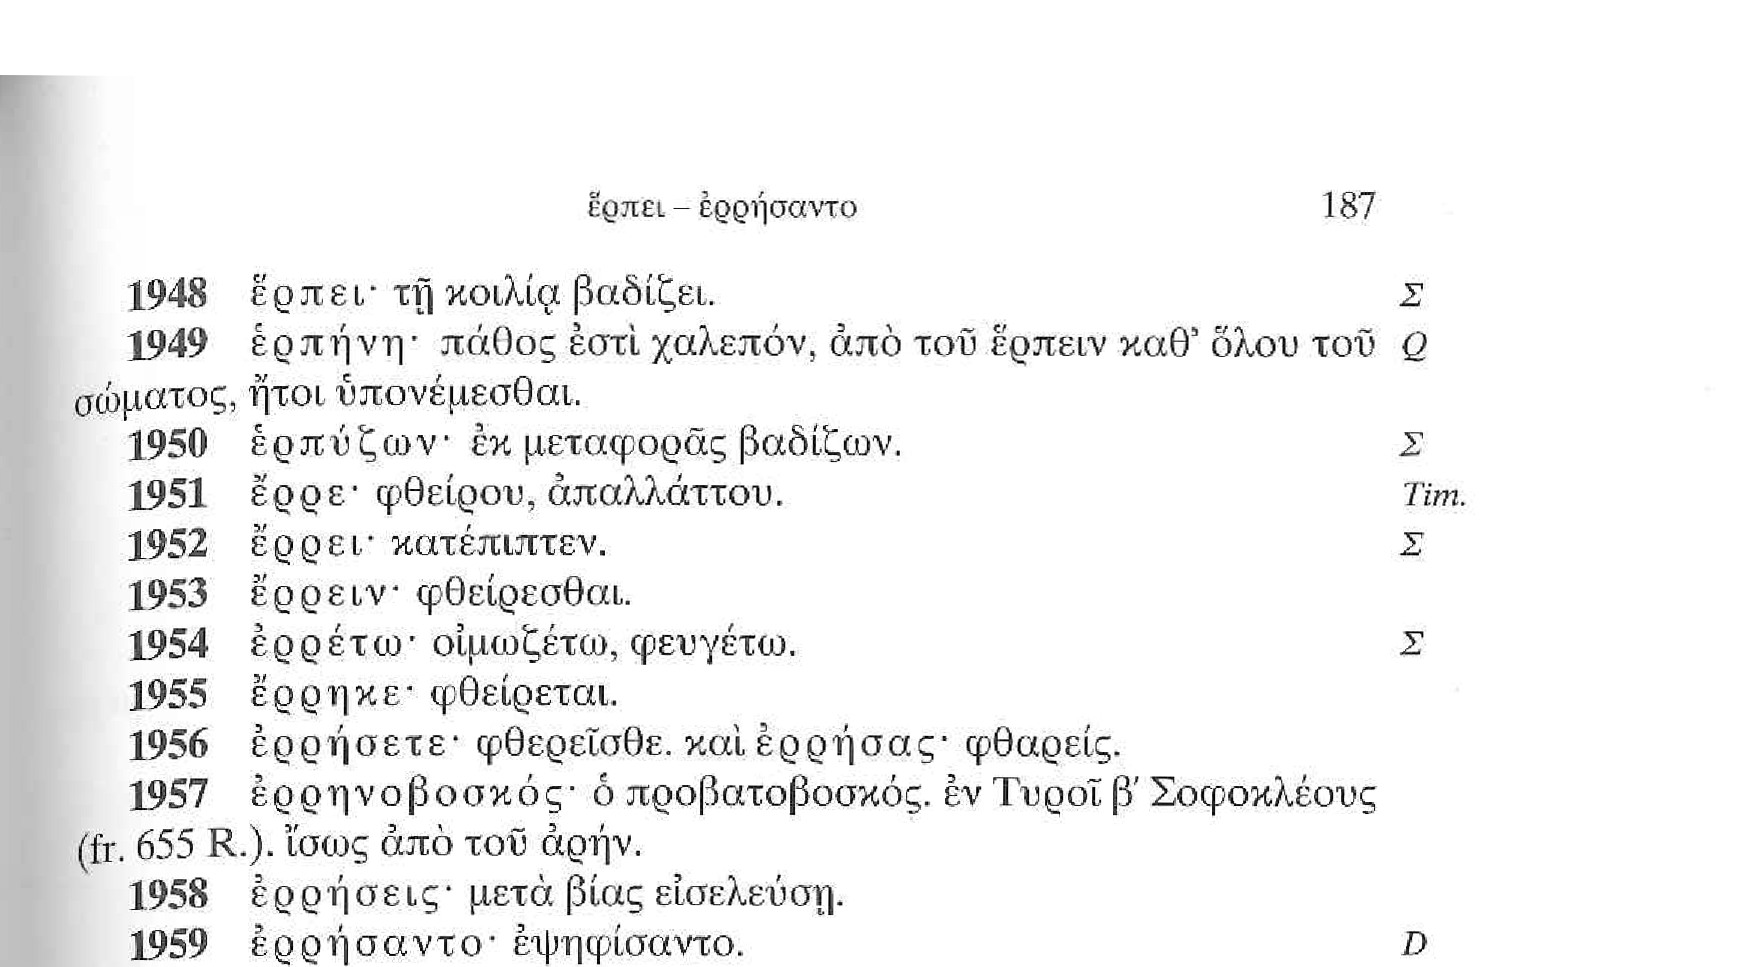 ἕρπει – ἐρρήσαντο 187
1948 ἕρπει· τῇ κοιλίᾳ βαδίζει. Σ
1949 ἑρπήνη· πάθος ἐστὶ χαλεπόν, ἀπὸ τοῦ ἕρπειν καθ’ ὅλου τοῦ Q
σώματος, ἤτοι ὑπονέμεσθαι.
1950 ἑρπύζων· ἐκ μεταφορᾶς βαδίζων. Σ
1951 ἔρρε· φθείρου, ἀπαλλάττου. Tim.
1952 ἔρρει· κατέπιπτεν. Σ
1953 ἔρρειν· φθείρεσθαι.
1954 ἐρρέτω· οἰμωζέτω, φευγέτω. Σ
1955 ἔρρηκε· φθείρεται.
1956 ἐρρήσετε· φθερεῖσθε. καὶ ἐρρήσας· φθαρείς.
1957 ἐρρηνοβοσκός· ὁ προβατοβοσκός. ἐν Τυροῖ βʹ Σοφοκλέους
(fr. 655 R.). ἴσως ἀπὸ τοῦ ἀρήν.
1958 ἐρρήσεις· μετὰ βίας εἰσελεύσῃ.
1959 ἐρρήσαντο· ἐψηφίσαντο. D